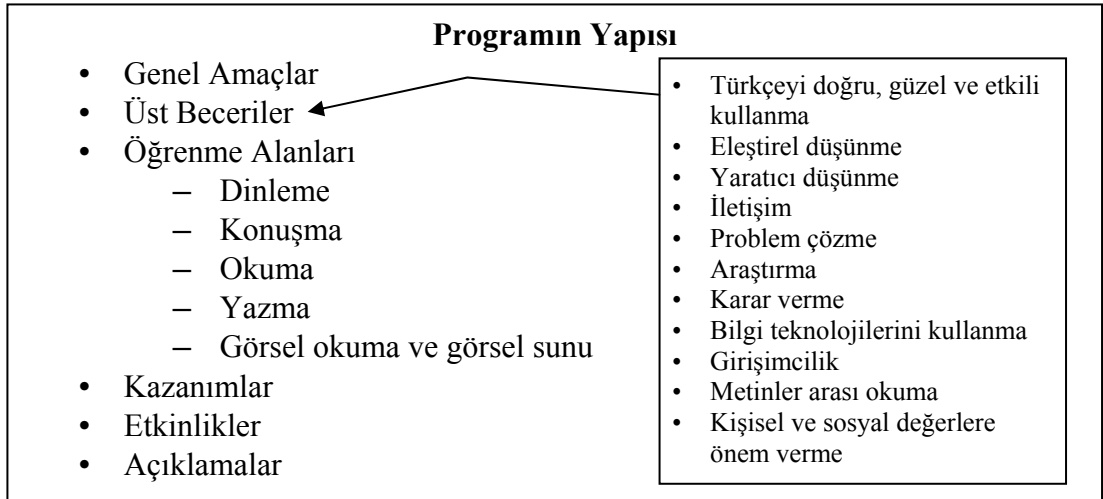 Programın Yapısı
• Genel Amaçlar
• Üst Beceriler
• Öğrenme Alanları
– Dinleme
– Konuşma
– Okuma
– Yazma
– Görsel okuma ve görsel sunu
• Kazanımlar
• Etkinlikler
• Açıklamalar
• Türkçeyi doğru, güzel ve etkili
kullanma
• Eleştirel düşünme
• Yaratıcı düşünme
• İletişim
• Problem çözme
• Araştırma
• Karar verme
• Bilgi teknolojilerini kullanma
• Girişimcilik
• Metinler arası okuma
• Kişisel ve sosyal değerlere
önem verme